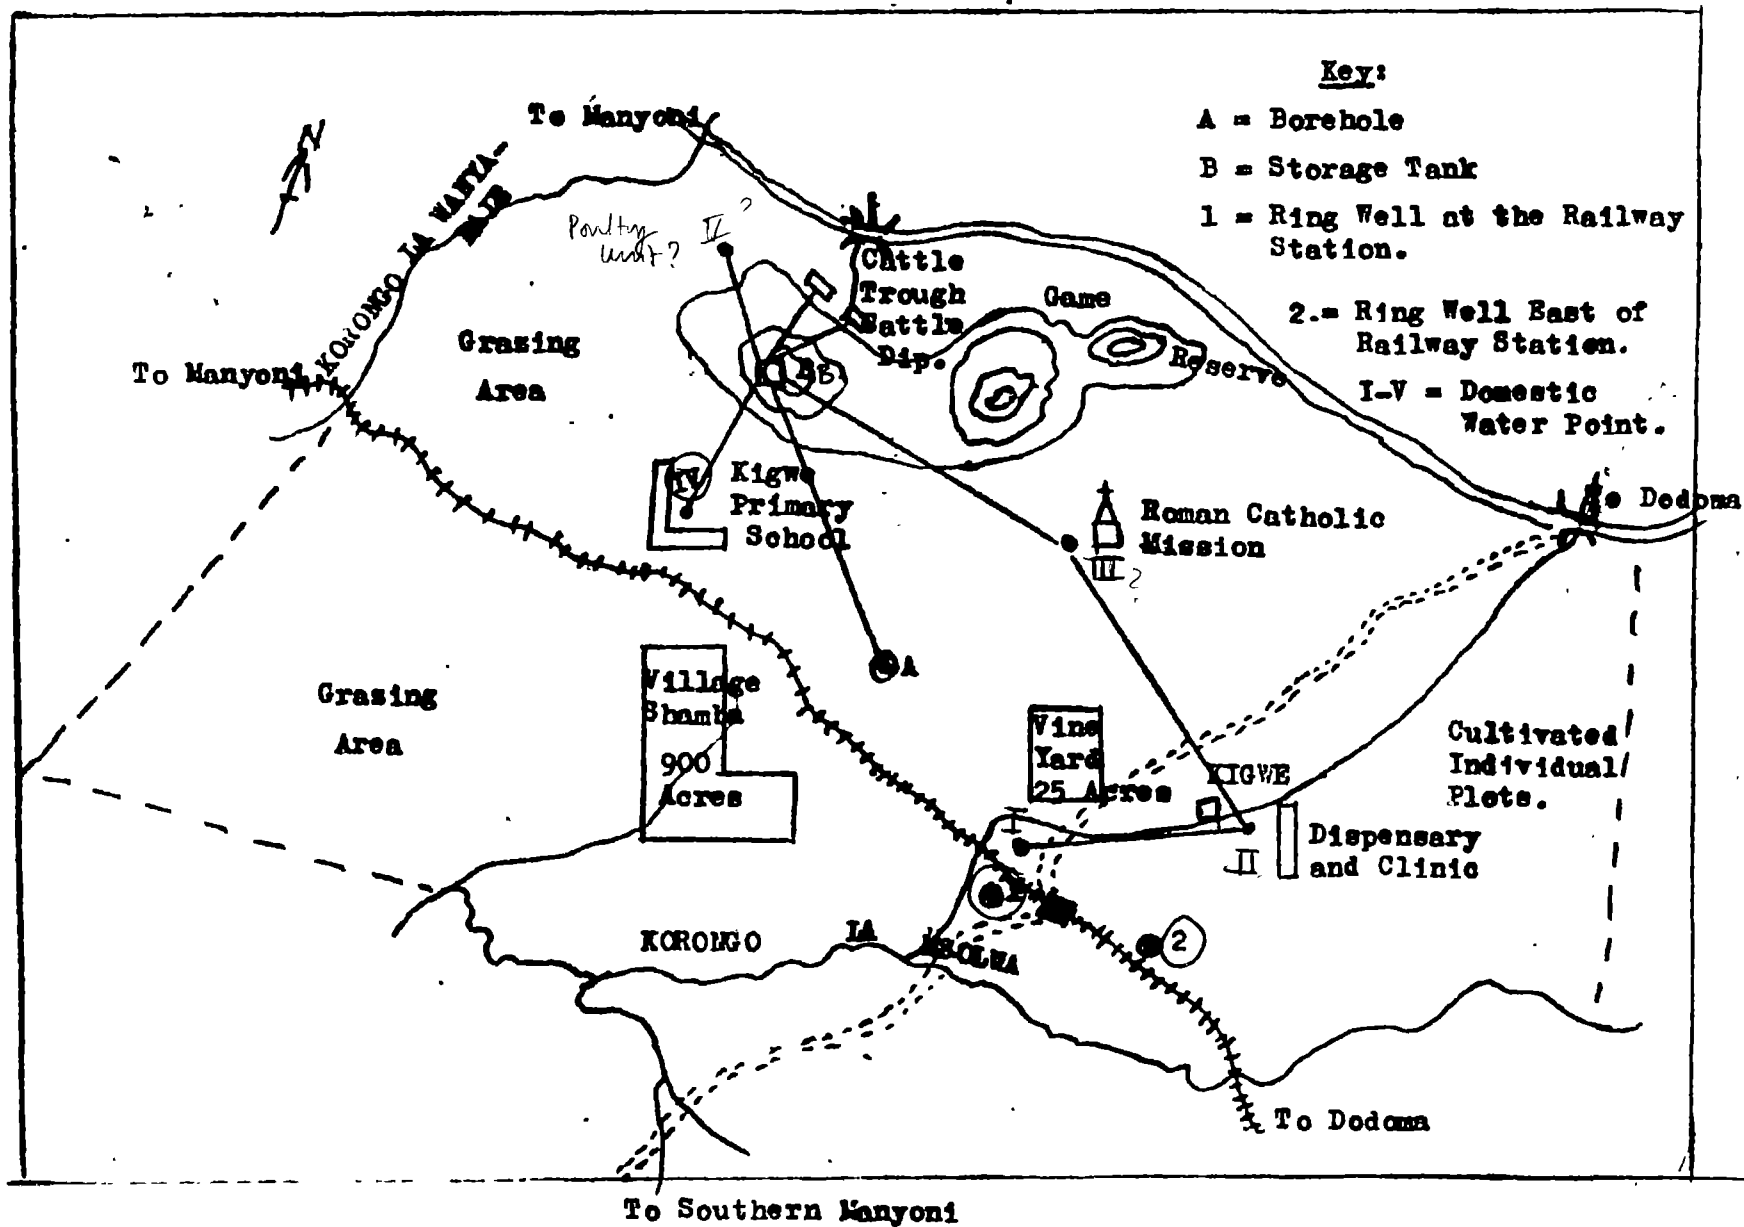 Key:
A = Borehole
B = Storage Tank
1 = Ring Well at the Railway
Station.
2.= Ring Well East of
Railway Station.
I-V = Domestic
Water Point.
To Manyoni
KORONGO LA MANYA-
Poultry
unit?
II ?
Cattle
Trough
Cattle
Dip.
Game
Reserve
Grazing
Area
To Manyoni
B
IV
Kigwe
Primary
School
Dodoma
Roman Catholic
Mission
III ?
A
Village
Shamba
900
Acres
Grazing
Area
Vine
Yard
25 Acres
KIGWE
Cultivated
Individual
Plots.
I
II
Dispensary
and Clinic
2
KORONGO LA MSOLWA
To Dodoma
To Southern Manyoni